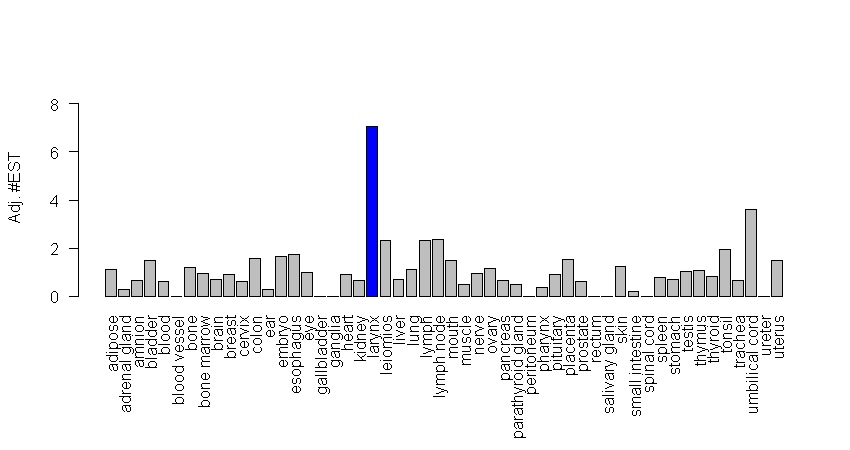 8
6
4
2
0
Adj. #EST
adipose
adrenal gland
amnion
bladder
blood
blood vessel
bone
bone marrow
brain
breast
cervix
colon
ear
embryo
esophagus
eye
gallbladder
ganglia
heart
kidney
larynx
leiomios
liver
lung
lymph
lymph node
mouth
muscle
nerve
ovary
pancreas
parathyroid gland
peritoneum
pharynx
pituitary
placenta
prostate
rectum
salivary gland
skin
small intestine
spinal cord
spleen
stomach
testis
thymus
thyroid
tonsil
trachea
umbilical cord
ureter
uterus